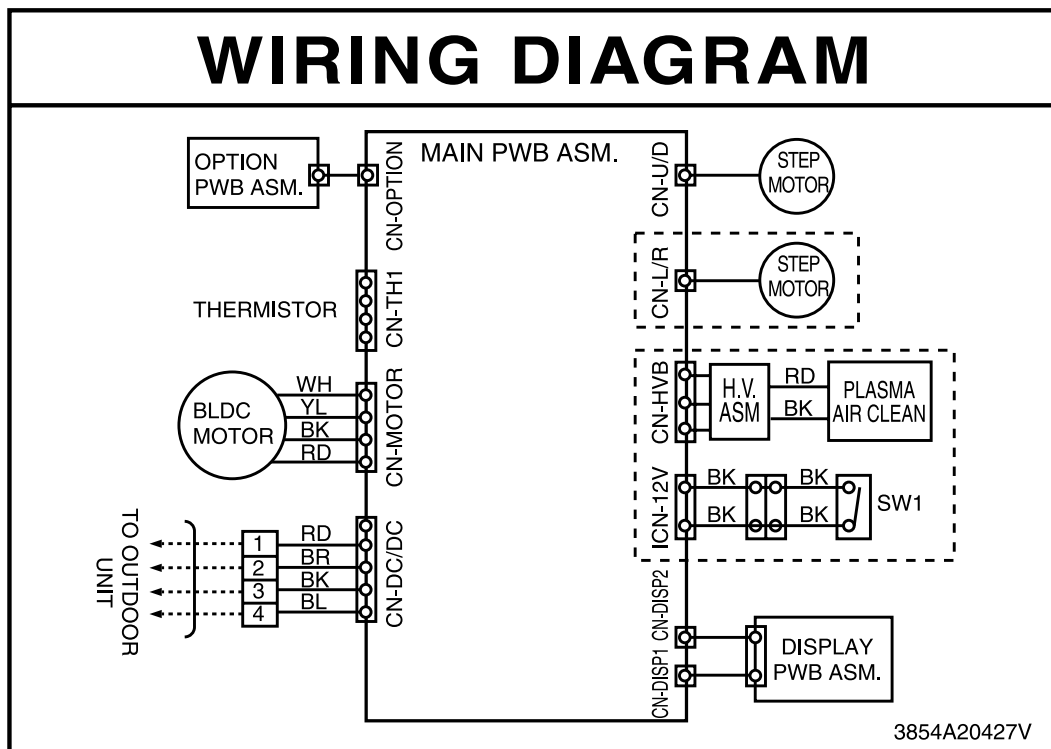 WIRING DIAGRAM
MAIN PWB ASM.
OPTION
PWB ASM.
CN-OPTION
THERMISTOR
CN-TH1
BLDC
MOTOR
WH
YL
BK
RD
CN-MOTOR
TO OUTDOOR
UNIT
1
2
3
4
RD
BR
BK
BL
CN-DC/DC
CN-U/D
STEP
MOTOR
CN-L/R
STEP
MOTOR
CN-HVB
H.V.
ASM
RD
BK
PLASMA
AIR CLEAN
ICN-12V
BK
BK
BK
BK
SW1
CN-DISP2
CN-DISP1
DISPLAY
PWB ASM.
3854A20427V